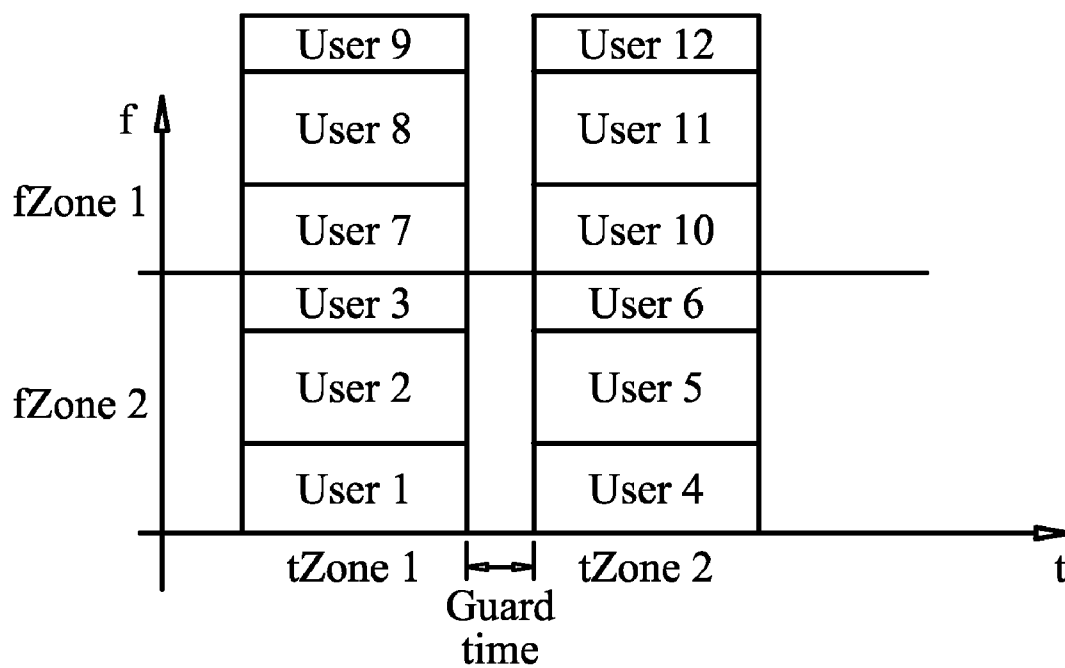 User 9
User 12
f
User 8
User 11
fZone 1
User 7
User 10
User 3
User 6
fZone 2
User 2
User 5
User 1
User 4
tZone 1
tZone 2
t
Guard
time